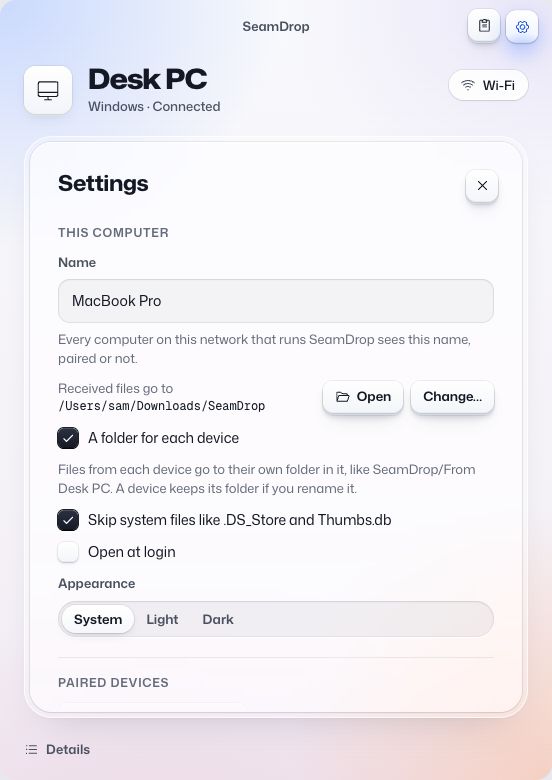 SeamDrop
Desk PC
Windows · Connected
Wi-Fi
Settings
THIS COMPUTER
Name
MacBook Pro
Every computer on this network that runs SeamDrop sees this name,
paired or not.
Received files go to
/Users/sam/Downloads/SeamDrop
Open
Change...
A folder for each device
Files from each device go to their own folder in it, like SeamDrop/From
Desk PC. A device keeps its folder if you rename it.
Skip system files like .DS_Store and Thumbs.db
Open at login
Appearance
System
Light
Dark
PAIRED DEVICES
Details